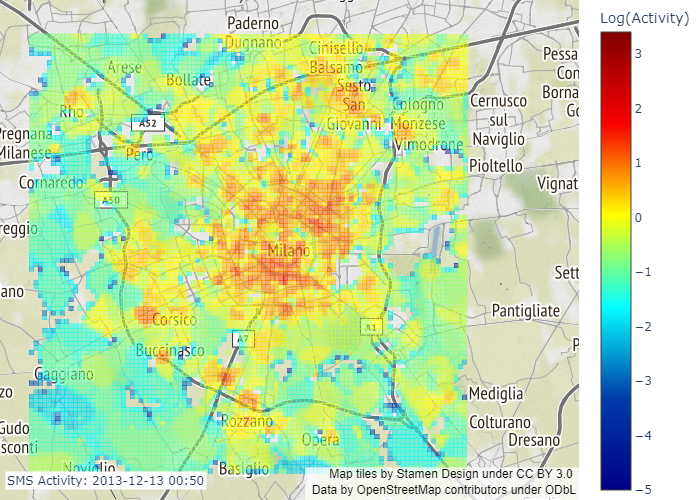 Log(Activity)
3
2
1
0
−1
−2
−3
−4
−5
Paderno
Dugnano
Cinisello
Balsamo
Arese
Bollate
Sesto
San
Giovanni
Pessa
Con
Borna
Go
Rho
A52
Cologno
Monzese
Cernusco
sul
Naviglio
Pregnana
Milanese
Pero
Vimodrone
Pioltello
Cornaredo
Vignat
A50
reggio
Milano
Sett
ano
Pantigliate
Corsico
A1
A7
P
Buccinasco
Gaggiano
zo
Mediglia
Gudo
sconti
Rozzano
Colturano
Dresano
Opera
Noviglio
Basiglio
SMS Activity: 2013-12-13 00:50
Map tiles by Stamen Design under CC BY 3.0
Data by OpenStreetMap contributors under ODbL